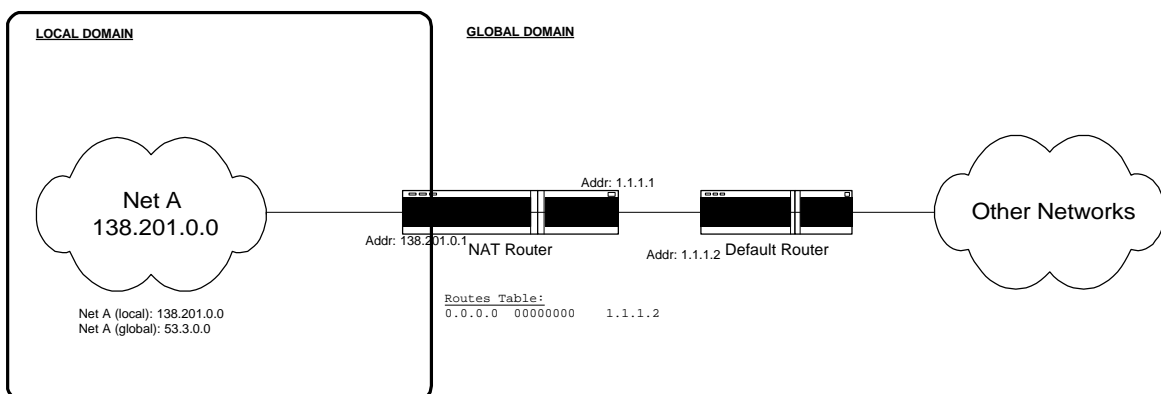 LOCAL DOMAIN
GLOBAL DOMAIN
Net A
138.201.0.0
Addr: 1.1.1.1
Other Networks
Addr: 138.201.0.1
NAT Router
Addr: 1.1.1.2
Default Router
Routes Table:
0.0.0.0 00000000 1.1.1.2
Net A (local): 138.201.0.0
Net A (global): 53.3.0.0